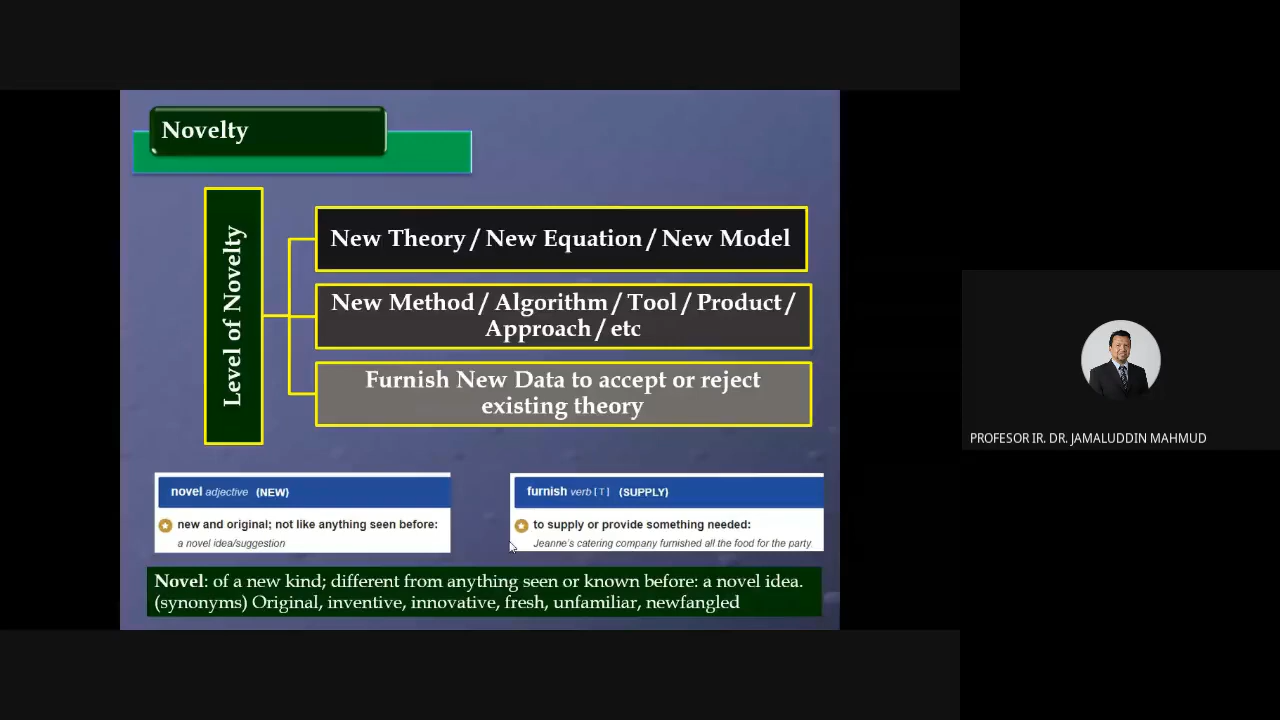 Novelty
Level of Novelty
New Theory / New Equation / New Model
New Method / Algorithm / Tool / Product /
Approach / etc
Furnish New Data to accept or reject
existing theory
novel adjective (NEW)
new and original; not like anything seen before:
a novel idea/suggestion
furnish verb [T] (SUPPLY)
to supply or provide something needed:
Jeanne's catering company furnished all the food for the party
Novel: of a new kind; different from anything seen or known before: a novel idea.
(synonyms) Original, inventive, innovative, fresh, unfamiliar, newfangled
PROFESOR IR. DR. JAMALUDDIN MAHMUD